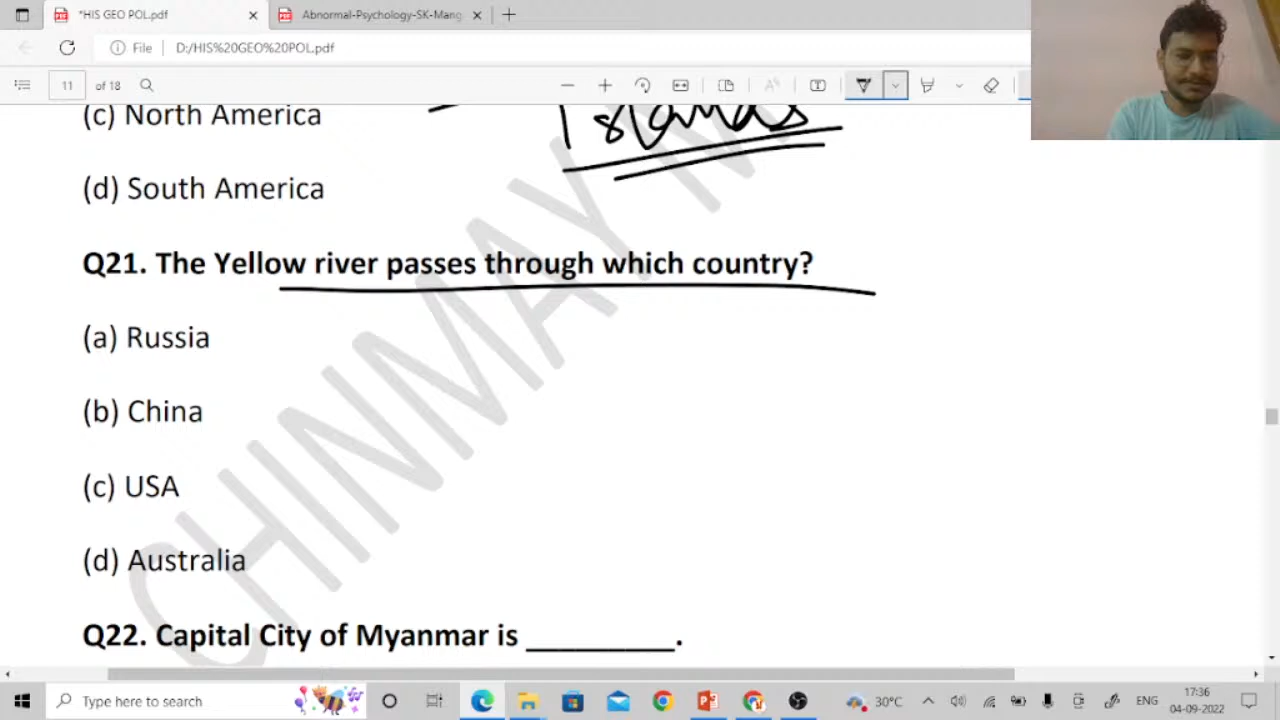 *HIS GEO POL.pdf
Abnormal-Psychology-SK-Mang
File
D:/HIS%20GEO%20POL.pdf
11 of 18
(c) North America
Islands
(d) South America
Q21. The Yellow river passes through which country?
(a) Russia
(b) China
(c) USA
(d) Australia
Q22. Capital City of Myanmar is _________.
CHINMAY
Type here to search
30°C
ENG
17:36
04-09-2022